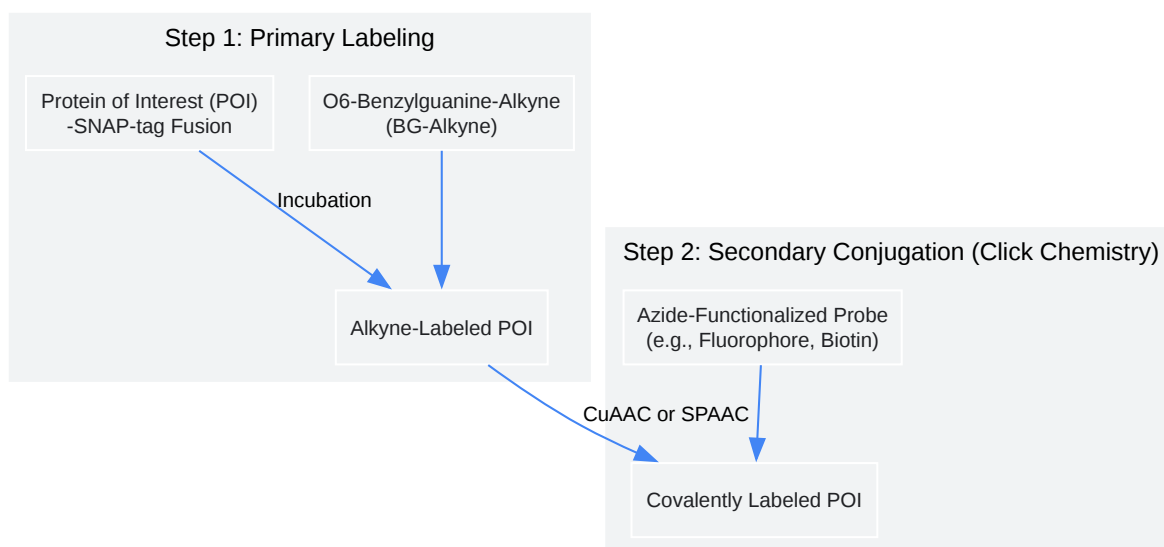 Step 1: Primary Labeling
Protein of Interest (POI)
-SNAP-tag Fusion
O6-Benzylguanine-Alkyne
(BG-Alkyne)
Incubation
Alkyne-Labeled POI
Step 2: Secondary Conjugation (Click Chemistry)
Azide-Functionalized Probe
(e.g., Fluorophore, Biotin)
CuAAC or SPAAC
Covalently Labeled POI